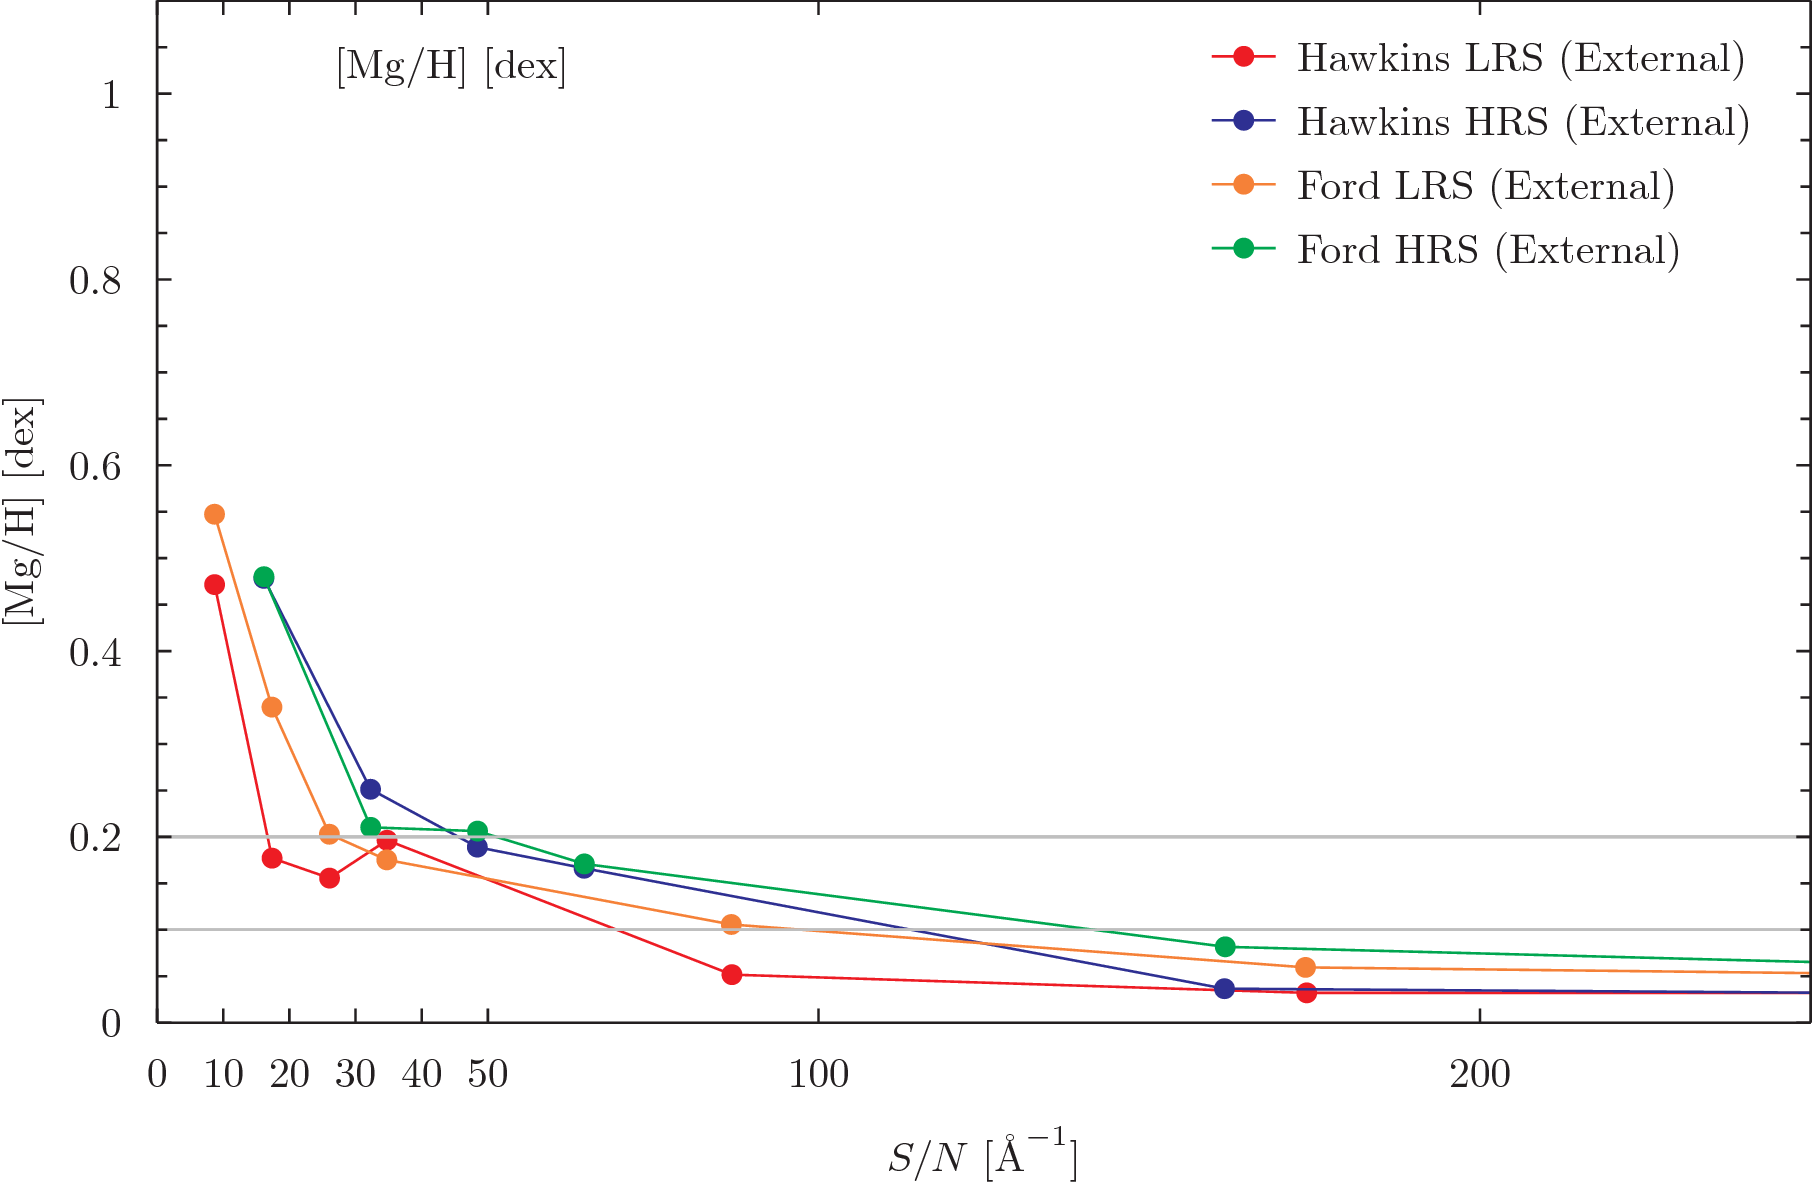 [Mg/H] [dex]
Hawkins LRS (External)
Hawkins HRS (External)
Ford LRS (External)
Ford HRS (External)
1
0.8
0.6
0.4
0.2
0
[Mg/H] [dex]
0 10 20 30 40 50 100 200
S/N [Å⁻¹]